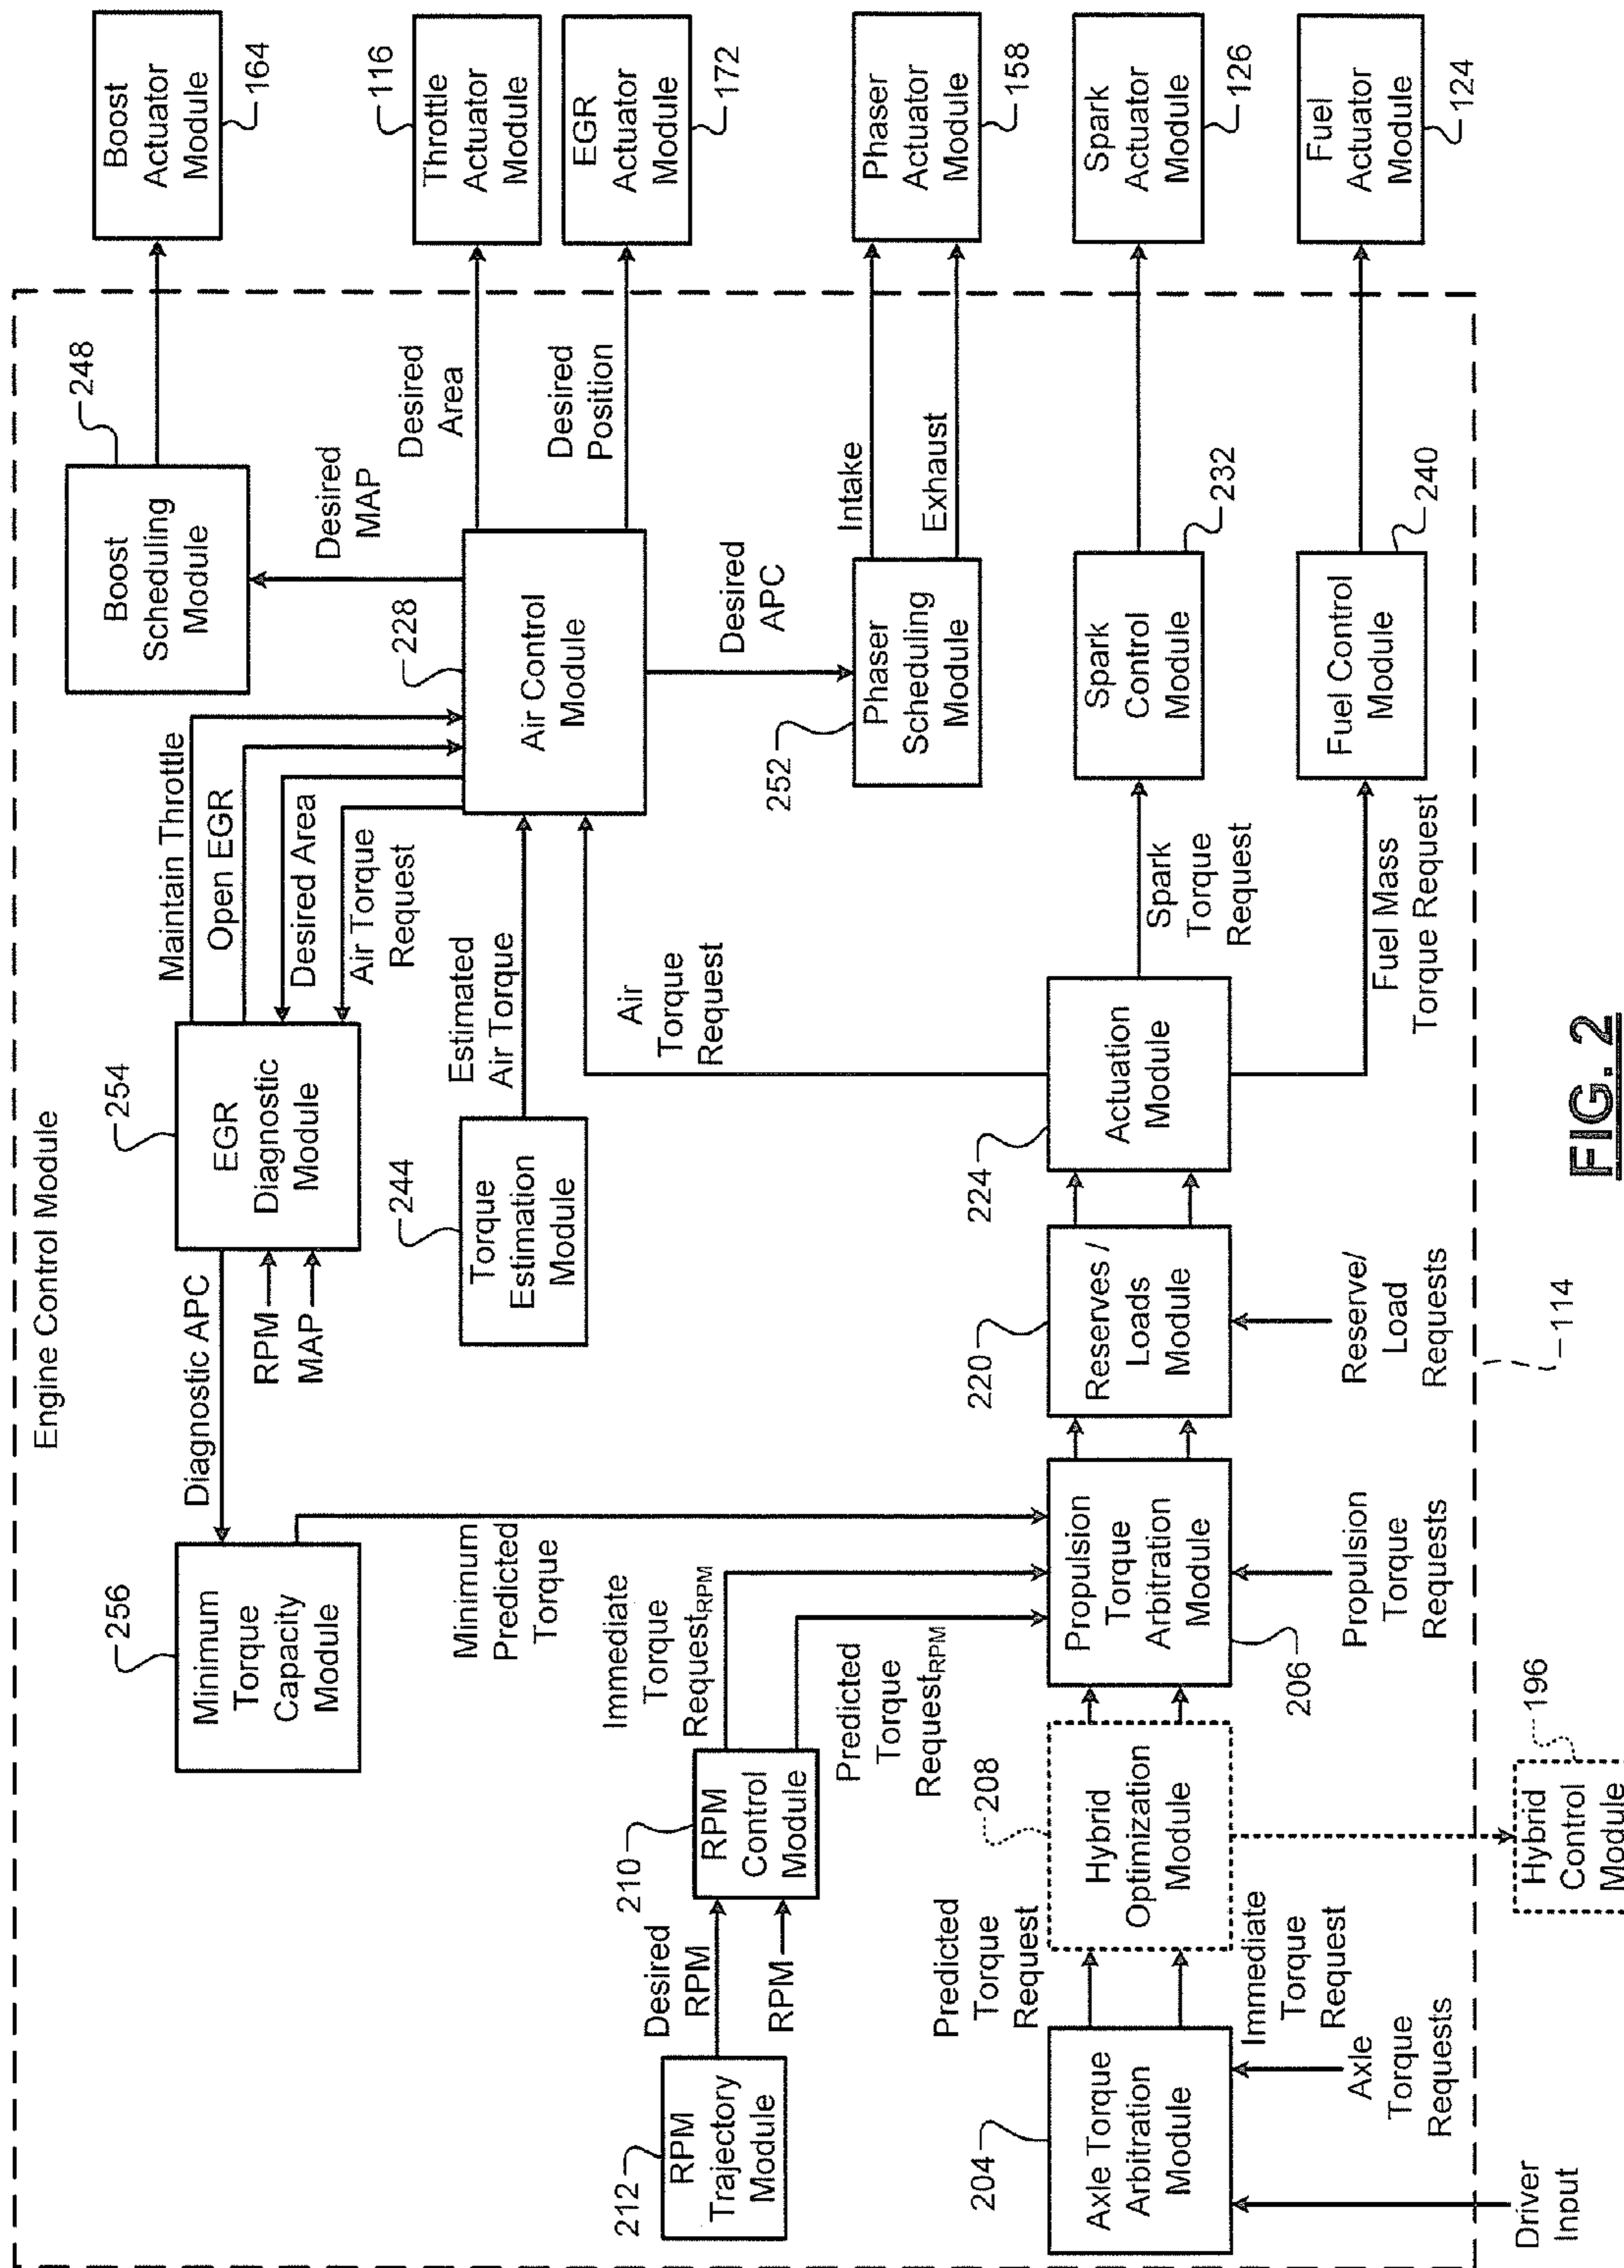 Engine Control Module
Boost
Actuator
Module
164
Throttle
Actuator
Module
116
EGR
Actuator
Module
172
Phaser
Actuator
Module
158
Spark
Actuator
Module
126
Fuel
Actuator
Module
124
248
Boost
Scheduling
Module
Desired
MAP
Desired
Area
Desired
Position
Intake
Exhaust
228
Air Control
Module
Desired
APC
252
Phaser
Scheduling
Module
Spark
Control
Module
232
Fuel Control
Module
240
Maintain Throttle
Open EGR
Desired Area
Air Torque
Request
254
EGR
Diagnostic
Module
Diagnostic APC
RPM
MAP
244
Torque
Estimation
Module
Estimated
Air Torque
Air
Torque
Request
Spark
Torque
Request
Fuel Mass
Torque Request
224
Actuation
Module
220
Reserves /
Loads
Module
Reserve/
Load
Requests
114
256
Minimum
Torque
Capacity
Module
Minimum
Predicted
Torque
Immediate
Torque
RequestRPM
Predicted
Torque
RequestRPM
Propulsion
Torque
Arbitration
Module
206
Propulsion
Torque
Requests
210
RPM
Control
Module
Desired
RPM
RPM
212
RPM
Trajectory
Module
208
Hybrid
Optimization
Module
196
Hybrid
Control
Module
Predicted
Torque
Request
Immediate
Torque
Request
204
Axle Torque
Arbitration
Module
Axle
Torque
Requests
Driver
Input
FIG. 2